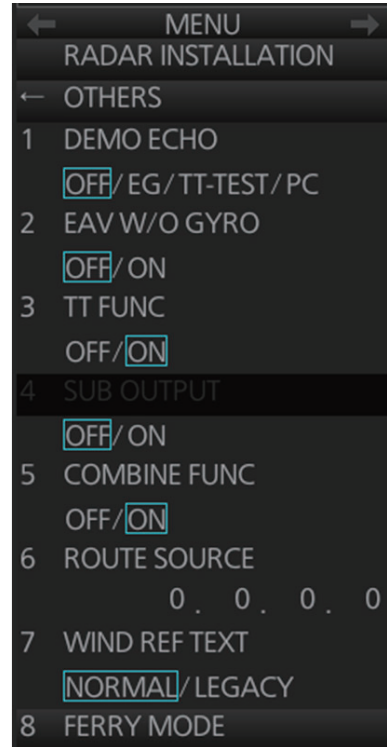 ← MENU →
RADAR INSTALLATION
← OTHERS
1 DEMO ECHO
OFF/EG/TT-TEST/PC
2 EAV W/O GYRO
OFF/ON
3 TT FUNC
OFF/ON
4 SUB OUTPUT
OFF/ON
5 COMBINE FUNC
OFF/ON
6 ROUTE SOURCE
0. 0. 0. 0
7 WIND REF TEXT
NORMAL/LEGACY
8 FERRY MODE